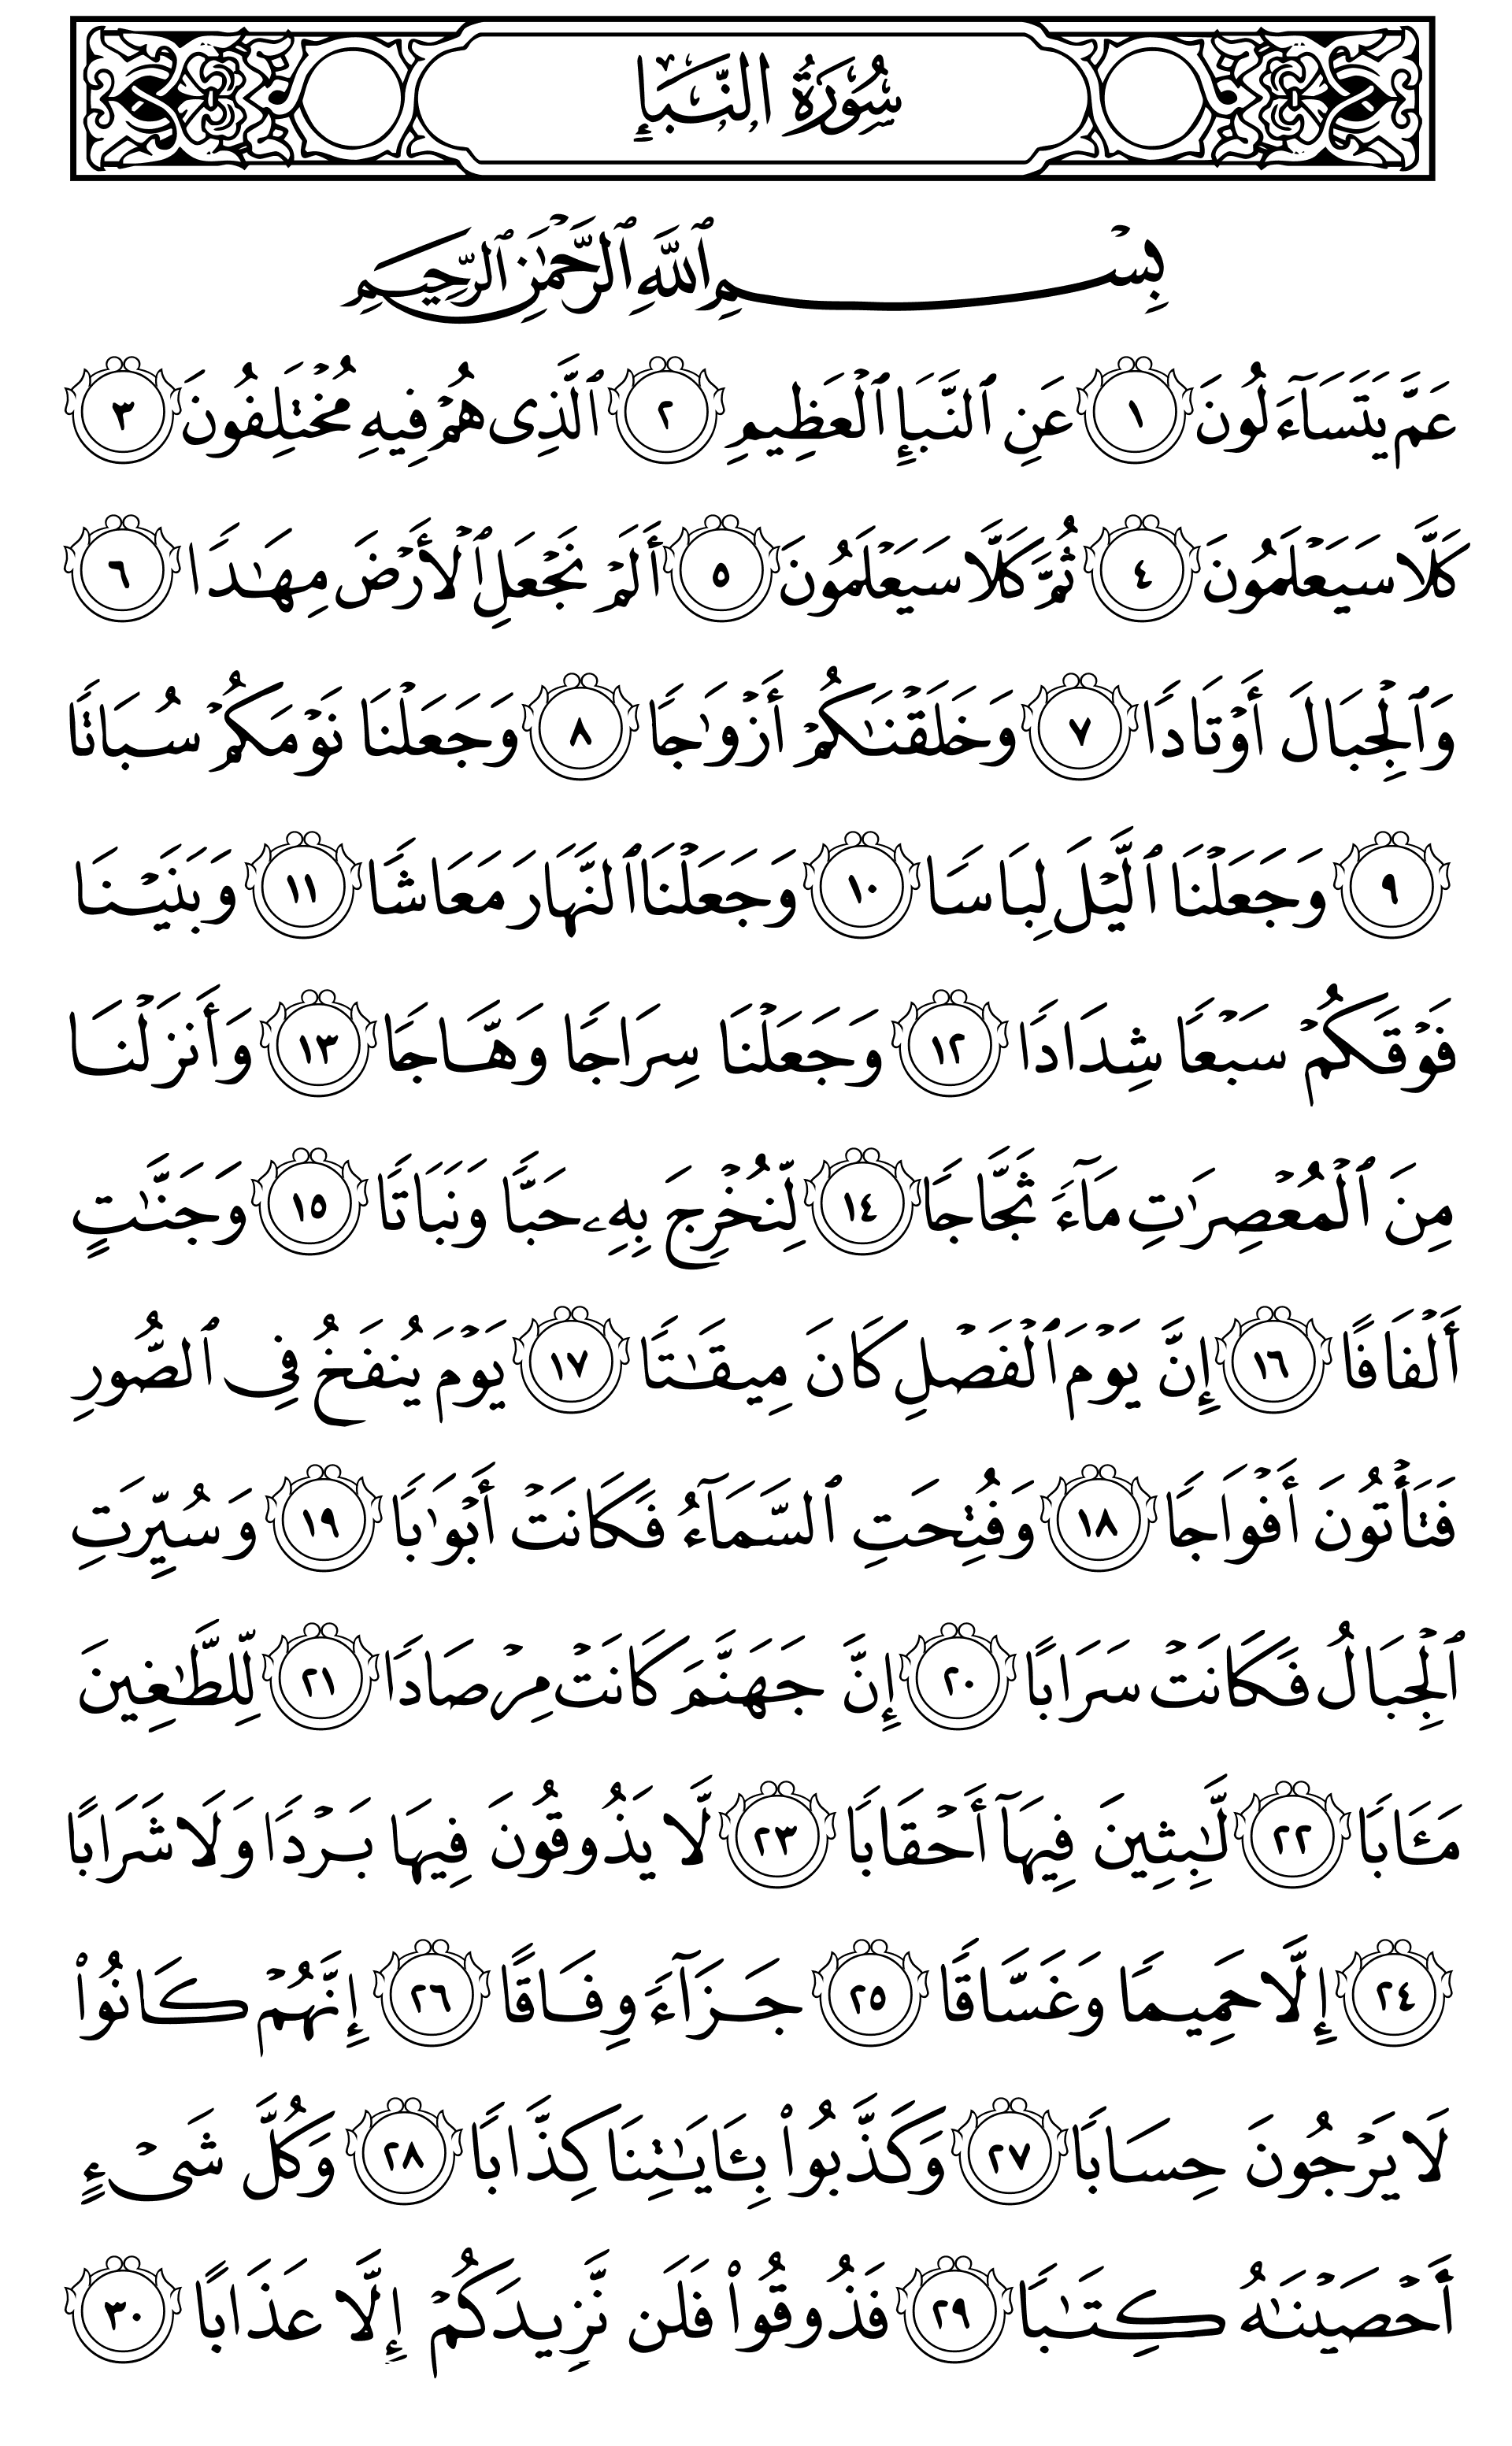 سُورَةُ النَّبَإِ
بِسْمِ ٱللَّهِ ٱلرَّحْمَٰنِ ٱلرَّحِيمِ
عَمَّ يَتَسَآءَلُونَ ١ عَنِ ٱلنَّبَإِ ٱلْعَظِيمِ ٢ ٱلَّذِى هُمْ فِيهِ مُخْتَلِفُونَ ٣
كَلَّا سَيَعْلَمُونَ ٤ ثُمَّ كَلَّا سَيَعْلَمُونَ ٥ أَلَمْ نَجْعَلِ ٱلْأَرْضَ مِهَٰدًا ٦
وَٱلْجِبَالَ أَوْتَادًا ٧ وَخَلَقْنَٰكُمْ أَزْوَٰجًا ٨ وَجَعَلْنَا نَوْمَكُمْ سُبَاتًا
٩ وَجَعَلْنَا ٱلَّيْلَ لِبَاسًا ١٠ وَجَعَلْنَا ٱلنَّهَارَ مَعَاشًا ١١ وَبَنَيْنَا
فَوْقَكُمْ سَبْعًا شِدَادًا ١٢ وَجَعَلْنَا سِرَاجًا وَهَّاجًا ١٣ وَأَنزَلْنَا
مِنَ ٱلْمُعْصِرَٰتِ مَآءً ثَجَّاجًا ١٤ لِّنُخْرِجَ بِهِۦ حَبًّا وَنَبَاتًا ١٥ وَجَنَّٰتٍ
أَلْفَافًا ١٦ إِنَّ يَوْمَ ٱلْفَصْلِ كَانَ مِيقَٰتًا ١٧ يَوْمَ يُنفَخُ فِى ٱلصُّورِ
فَتَأْتُونَ أَفْوَاجًا ١٨ وَفُتِحَتِ ٱلسَّمَآءُ فَكَانَتْ أَبْوَٰبًا ١٩ وَسُيِّرَتِ
ٱلْجِبَالُ فَكَانَتْ سَرَابًا ٢٠ إِنَّ جَهَنَّمَ كَانَتْ مِرْصَادًا ٢١ لِّلطَّٰغِينَ
مَـَٔابًا ٢٢ لَّٰبِثِينَ فِيهَآ أَحْقَابًا ٢٣ لَّا يَذُوقُونَ فِيهَا بَرْدًا وَلَا شَرَابًا
٢٤ إِلَّا حَمِيمًا وَغَسَّاقًا ٢٥ جَزَآءً وِفَاقًا ٢٦ إِنَّهُمْ كَانُوا۟
لَا يَرْجُونَ حِسَابًا ٢٧ وَكَذَّبُوا۟ بِـَٔايَٰتِنَا كِذَّابًا ٢٨ وَكُلَّ شَىْءٍ
أَحْصَيْنَٰهُ كِتَٰبًا ٢٩ فَذُوقُوا۟ فَلَن نَّزِيدَكُمْ إِلَّا عَذَابًا ٣٠